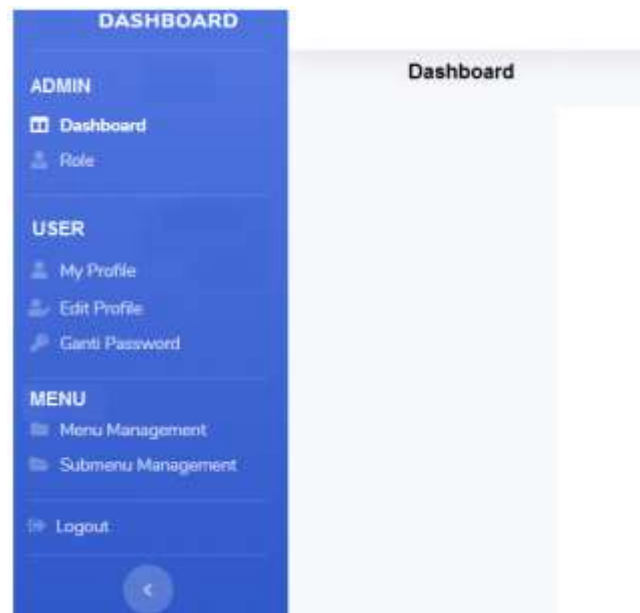 DASHBOARD
Dashboard
ADMIN
Dashboard
Role
USER
My Profile
Edit Profile
Ganti Password
MENU
Menu Management
Submenu Management
Logout